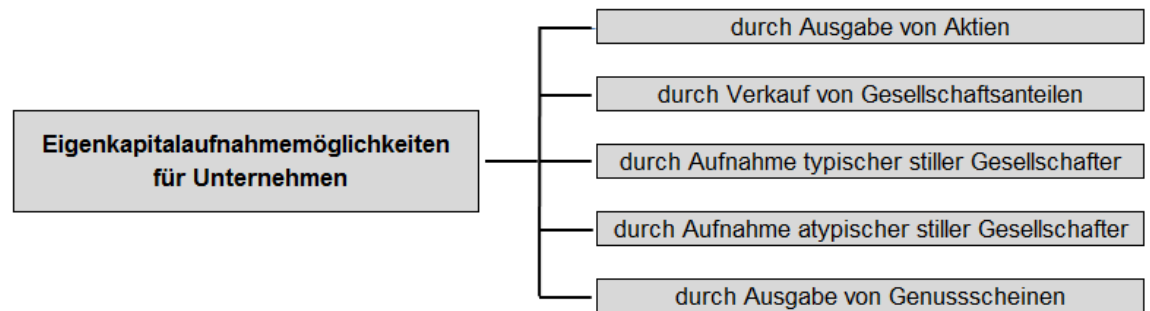 Eigenkapitalaufnahmemöglichkeiten
für Unternehmen
durch Ausgabe von Aktien
durch Verkauf von Gesellschaftsanteilen
durch Aufnahme typischer stiller Gesellschafter
durch Aufnahme atypischer stiller Gesellschafter
durch Ausgabe von Genussscheinen